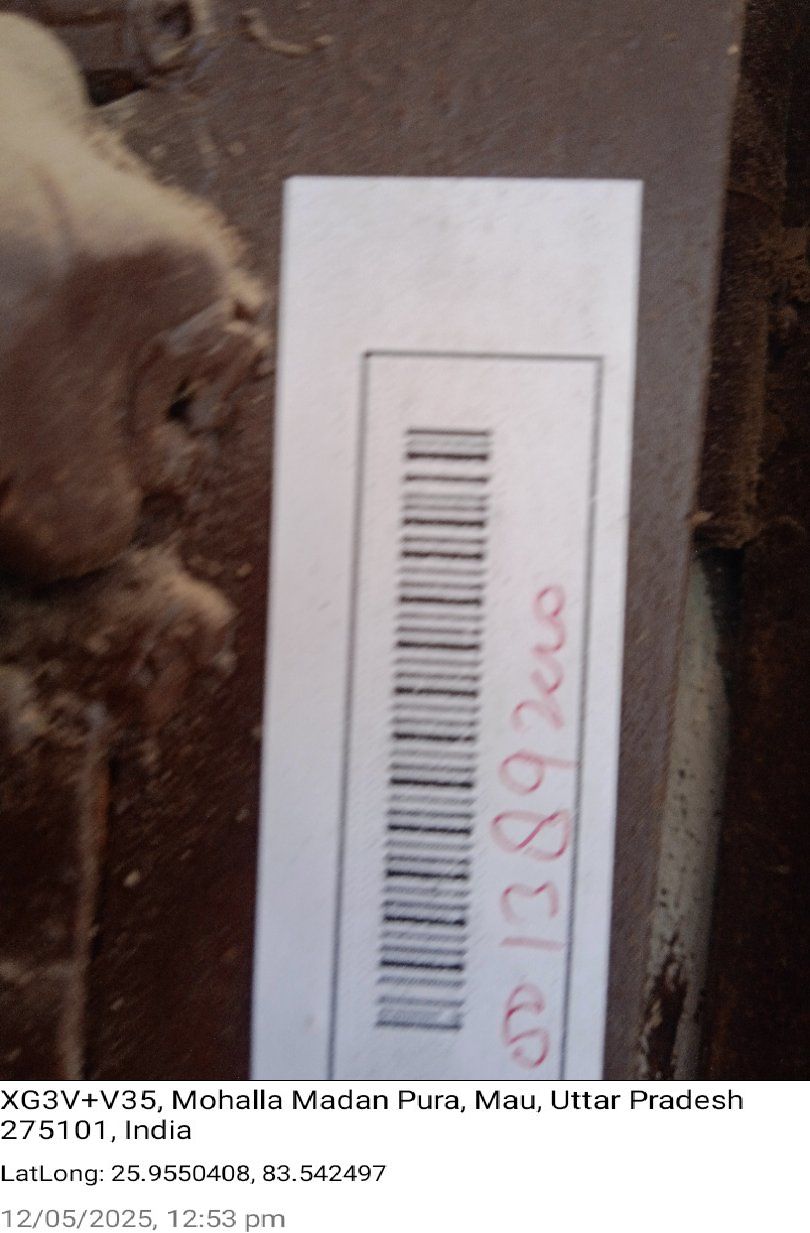 XG3V+V35, Mohalla Madan Pura, Mau, Uttar Pradesh
275101, India
LatLong: 25.9550408, 83.542497
12/05/2025, 12:53 pm